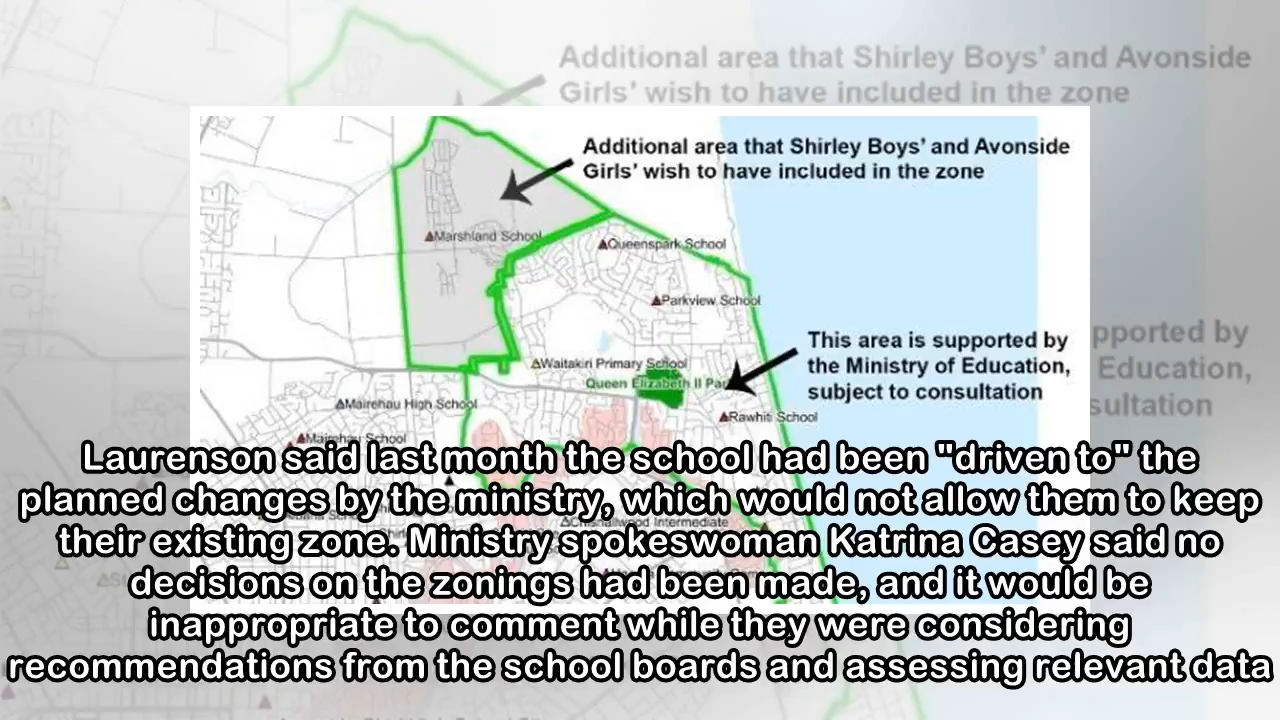 Additional area that Shirley Boys’ and Avonside
Girls’ wish to have included in the zone
Additional area that Shirley Boys’ and Avonside
Girls’ wish to have included in the zone
Marshland School
Queenspark School
Parkview School
This area is supported by
the Ministry of Education,
subject to consultation
pported by
Education,
sultation
Waitakiri Primary School
Queen Elizabeth II Par
Mairehau High School
Rawhiti School
Mairehau School
Laurenson said last month the school had been "driven to" the
planned changes by the ministry, which would not allow them to keep
Chisnallwood Intermediate
their existing zone. Ministry spokeswoman Katrina Casey said no
decisions on the zonings had been made, and it would be
inappropriate to comment while they were considering
recommendations from the school boards and assessing relevant data